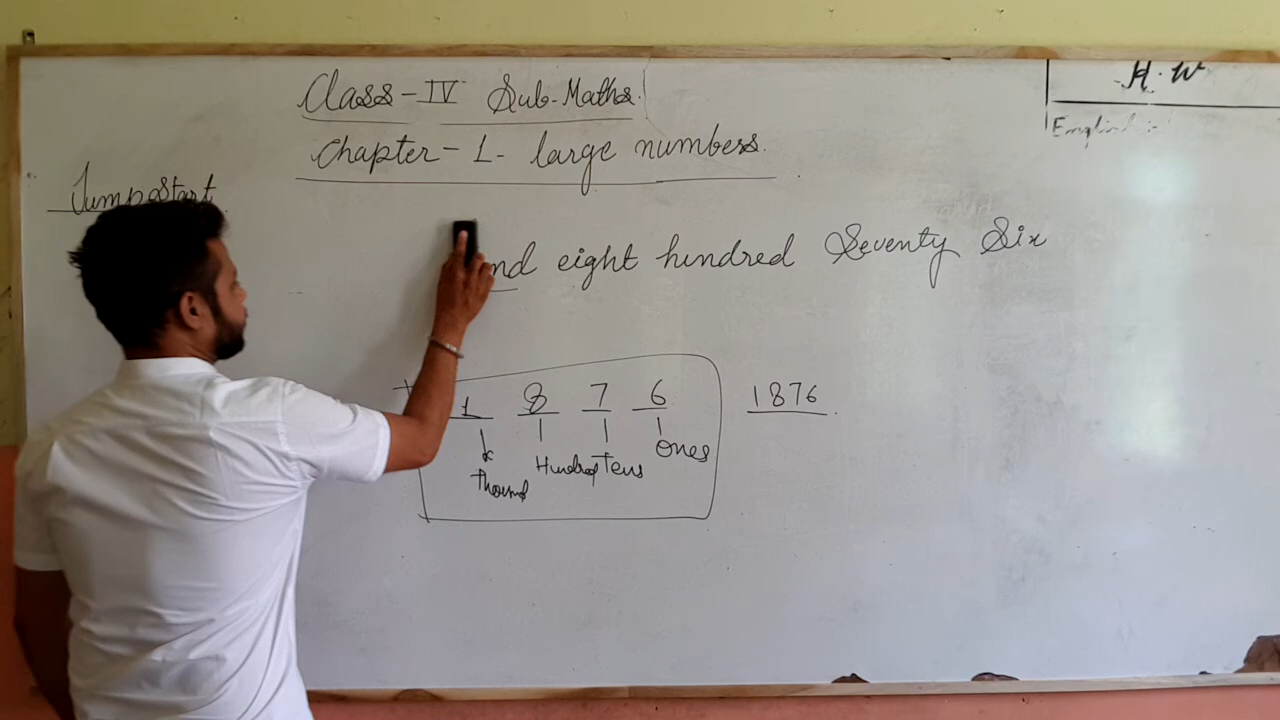 Class-IV Sub-Maths.
Chapter-1- large numbers.
H.W
English :-
JumpStart
nd eight hundred Seventy Six
1 8 7 6 1876
Ones
Tens